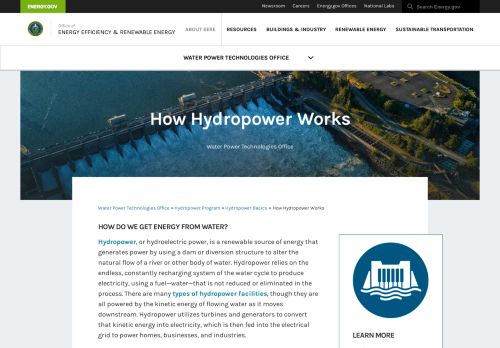 ENERGY.GOV
Newsroom Careers Energy.gov Offices National Labs Search Energy.gov
Office of
ENERGY EFFICIENCY & RENEWABLE ENERGY
ABOUT EERE RESOURCES BUILDINGS & INDUSTRY RENEWABLE ENERGY SUSTAINABLE TRANSPORTATION
WATER POWER TECHNOLOGIES OFFICE
How Hydropower Works
Water Power Technologies Office
Water Power Technologies Office » Hydropower Program » Hydropower Basics » How Hydropower Works
HOW DO WE GET ENERGY FROM WATER?
Hydropower, or hydroelectric power, is a renewable source of energy that
generates power by using a dam or diversion structure to alter the
natural flow of a river or other body of water. Hydropower relies on the
endless, constantly recharging system of the water cycle to produce
electricity, using a fuel—water—that is not reduced or eliminated in the
process. There are many types of hydropower facilities, though they are
all powered by the kinetic energy of flowing water as it moves
downstream. Hydropower utilizes turbines and generators to convert
that kinetic energy into electricity, which is then fed into the electrical
grid to power homes, businesses, and industries.
LEARN MORE